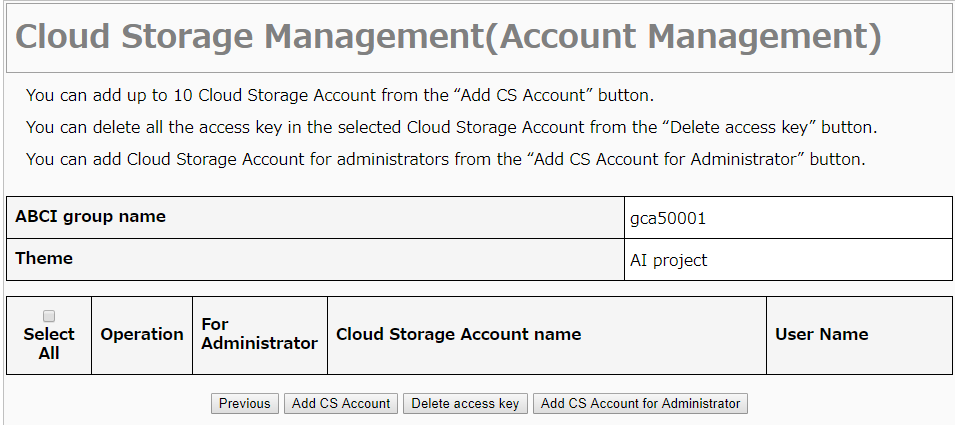 Cloud Storage Management(Account Management)
You can add up to 10 Cloud Storage Account from the “Add CS Account” button.
You can delete all the access key in the selected Cloud Storage Account from the “Delete access key” button.
You can add Cloud Storage Account for administrators from the “Add CS Account for Administrator” button.
ABCI group name gca50001
Theme AI project
Select
All
Operation
For
Administrator
Cloud Storage Account name
User Name
Previous Add CS Account Delete access key Add CS Account for Administrator